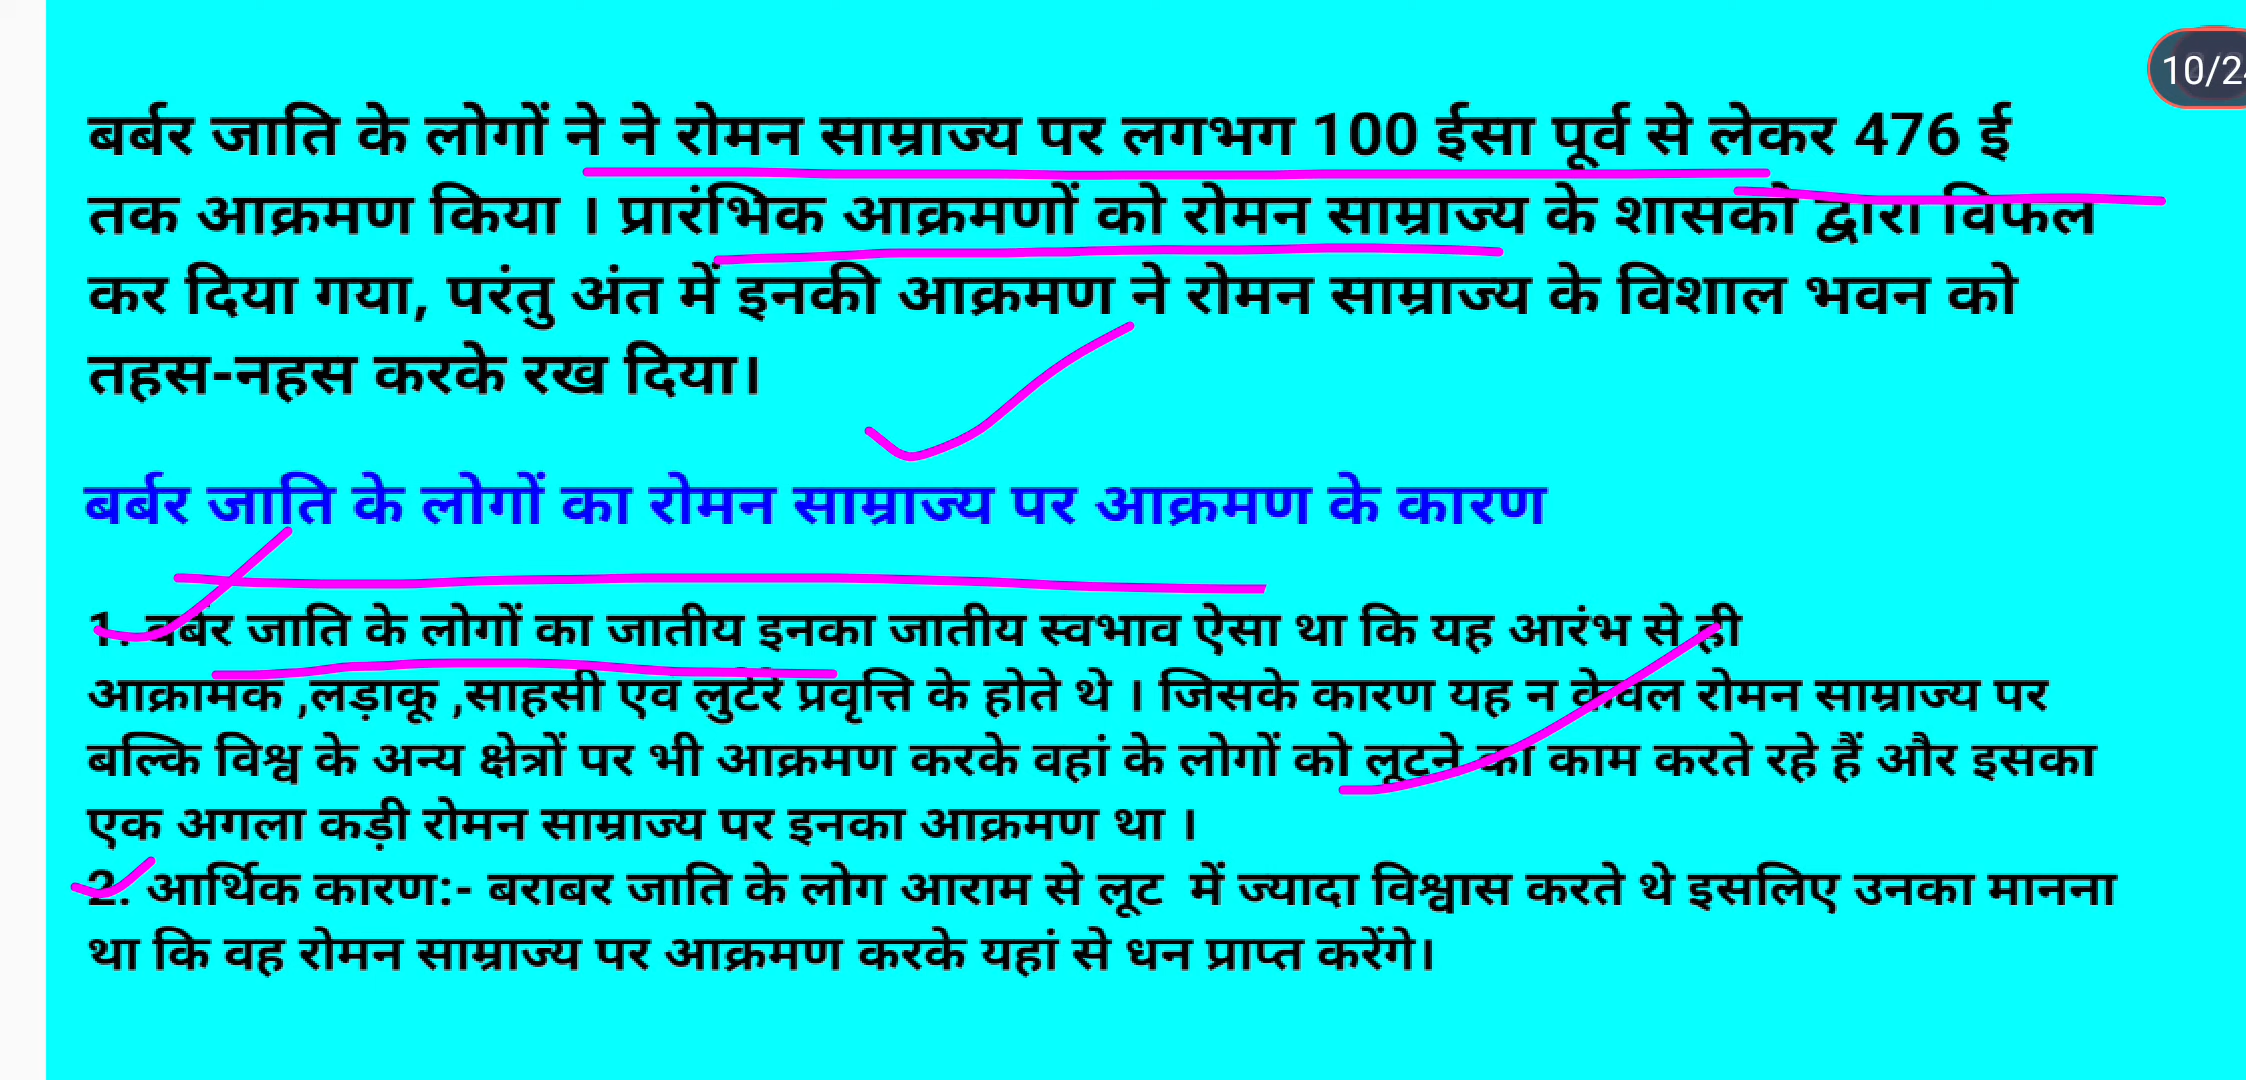 10/2
बर्बर जाति के लोगों ने ने रोमन साम्राज्य पर लगभग 100 ईसा पूर्व से लेकर 476 ई
तक आक्रमण किया । प्रारंभिक आक्रमणों को रोमन साम्राज्य के शासकों द्वारा विफल
कर दिया गया, परंतु अंत में इनकी आक्रमण ने रोमन साम्राज्य के विशाल भवन को
तहस-नहस करके रख दिया।
बर्बर जाति के लोगों का रोमन साम्राज्य पर आक्रमण के कारण
1. बर्बर जाति के लोगों का जातीय इनका जातीय स्वभाव ऐसा था कि यह आरंभ से ही
आक्रामक ,लड़ाकू ,साहसी एवं लुटेरे प्रवृत्ति के होते थे । जिसके कारण यह न केवल रोमन साम्राज्य पर
बल्कि विश्व के अन्य क्षेत्रों पर भी आक्रमण करके वहां के लोगों को लूटने का काम करते रहे हैं और इसका
एक अगला कड़ी रोमन साम्राज्य पर इनका आक्रमण था ।
2. आर्थिक कारण:- बराबर जाति के लोग आराम से लूट  में ज्यादा विश्वास करते थे इसलिए उनका मानना
था कि वह रोमन साम्राज्य पर आक्रमण करके यहां से धन प्राप्त करेंगे।